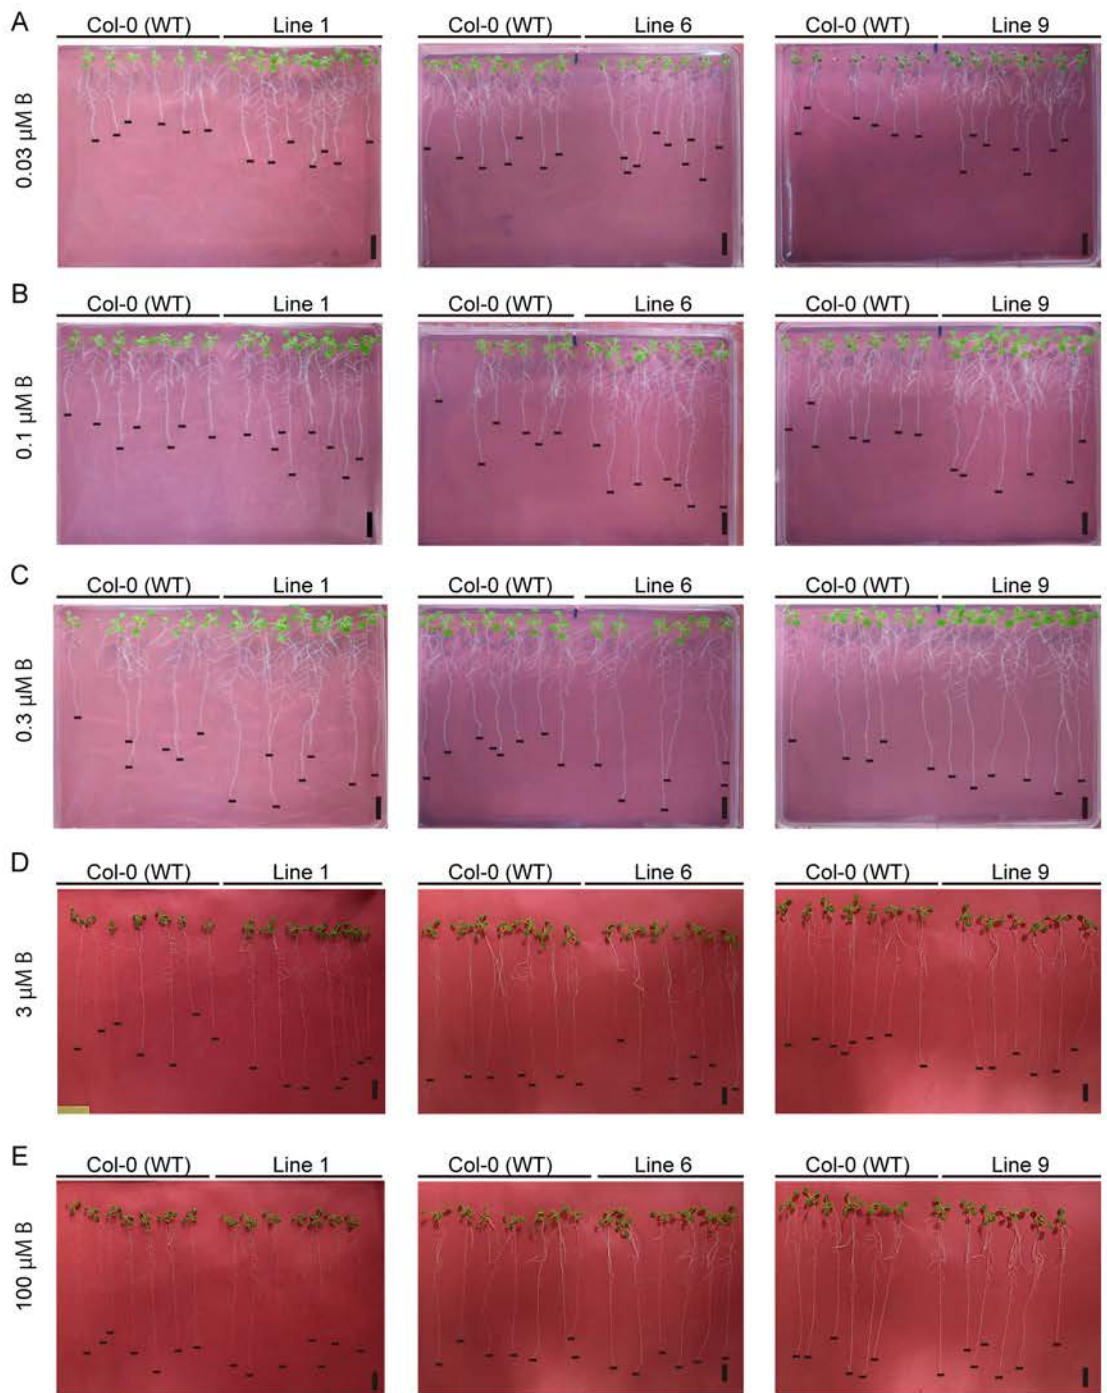 A
Col-0 (WT) Line 1 Col-0 (WT) Line 6 Col-0 (WT) Line 9
0.03 µM B
B
Col-0 (WT) Line 1 Col-0 (WT) Line 6 Col-0 (WT) Line 9
0.1 µM B
C
Col-0 (WT) Line 1 Col-0 (WT) Line 6 Col-0 (WT) Line 9
0.3 µM B
D
Col-0 (WT) Line 1 Col-0 (WT) Line 6 Col-0 (WT) Line 9
3 µM B
E
Col-0 (WT) Line 1 Col-0 (WT) Line 6 Col-0 (WT) Line 9
100 µM B